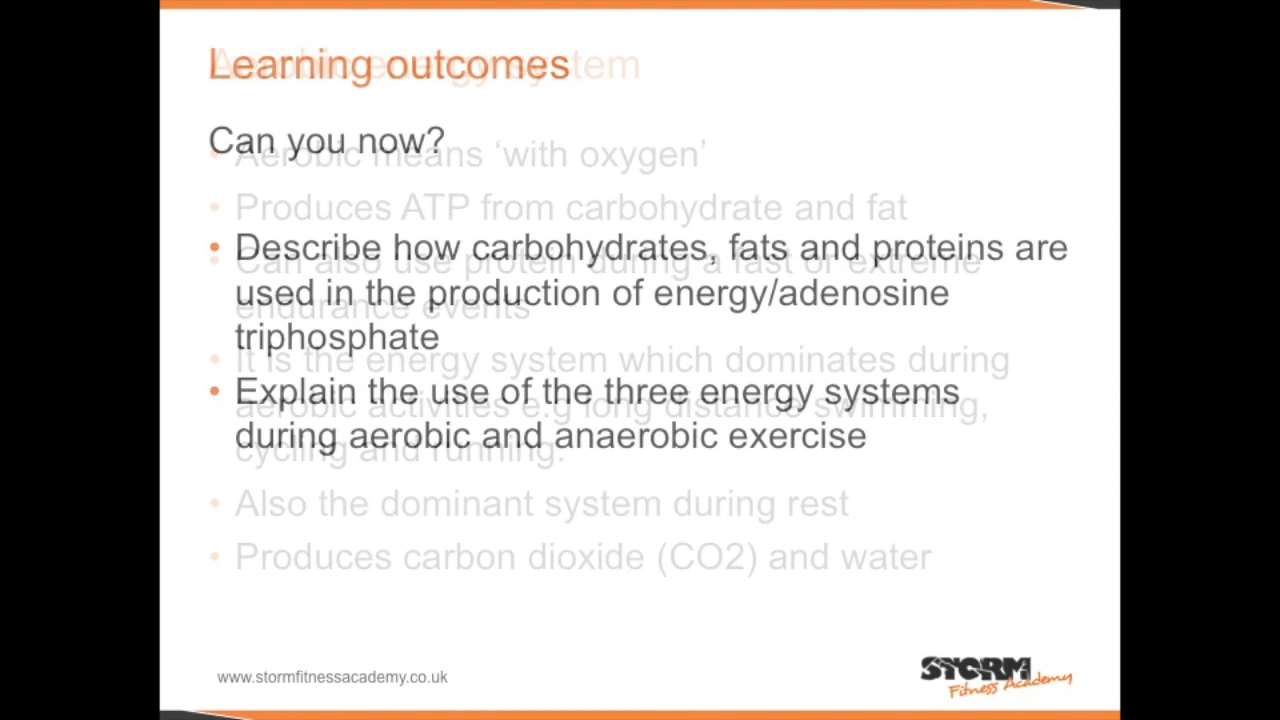 Learning outcomes
Aerobic energy system
Can you now?
• Aerobic means ‘with oxygen’
• Produces ATP from carbohydrate and fat
• Describe how carbohydrates, fats and proteins are
used in the production of energy/adenosine
triphosphate
• Can also use protein during a fast or extreme
endurance events
• It is the energy system which dominates during
aerobic activities e.g long distance swimming,
cycling and running.
• Explain the use of the three energy systems
during aerobic and anaerobic exercise
• Also the dominant system during rest
• Produces carbon dioxide (CO2) and water
www.stormfitnessacademy.co.uk
STORM
Fitness Academy